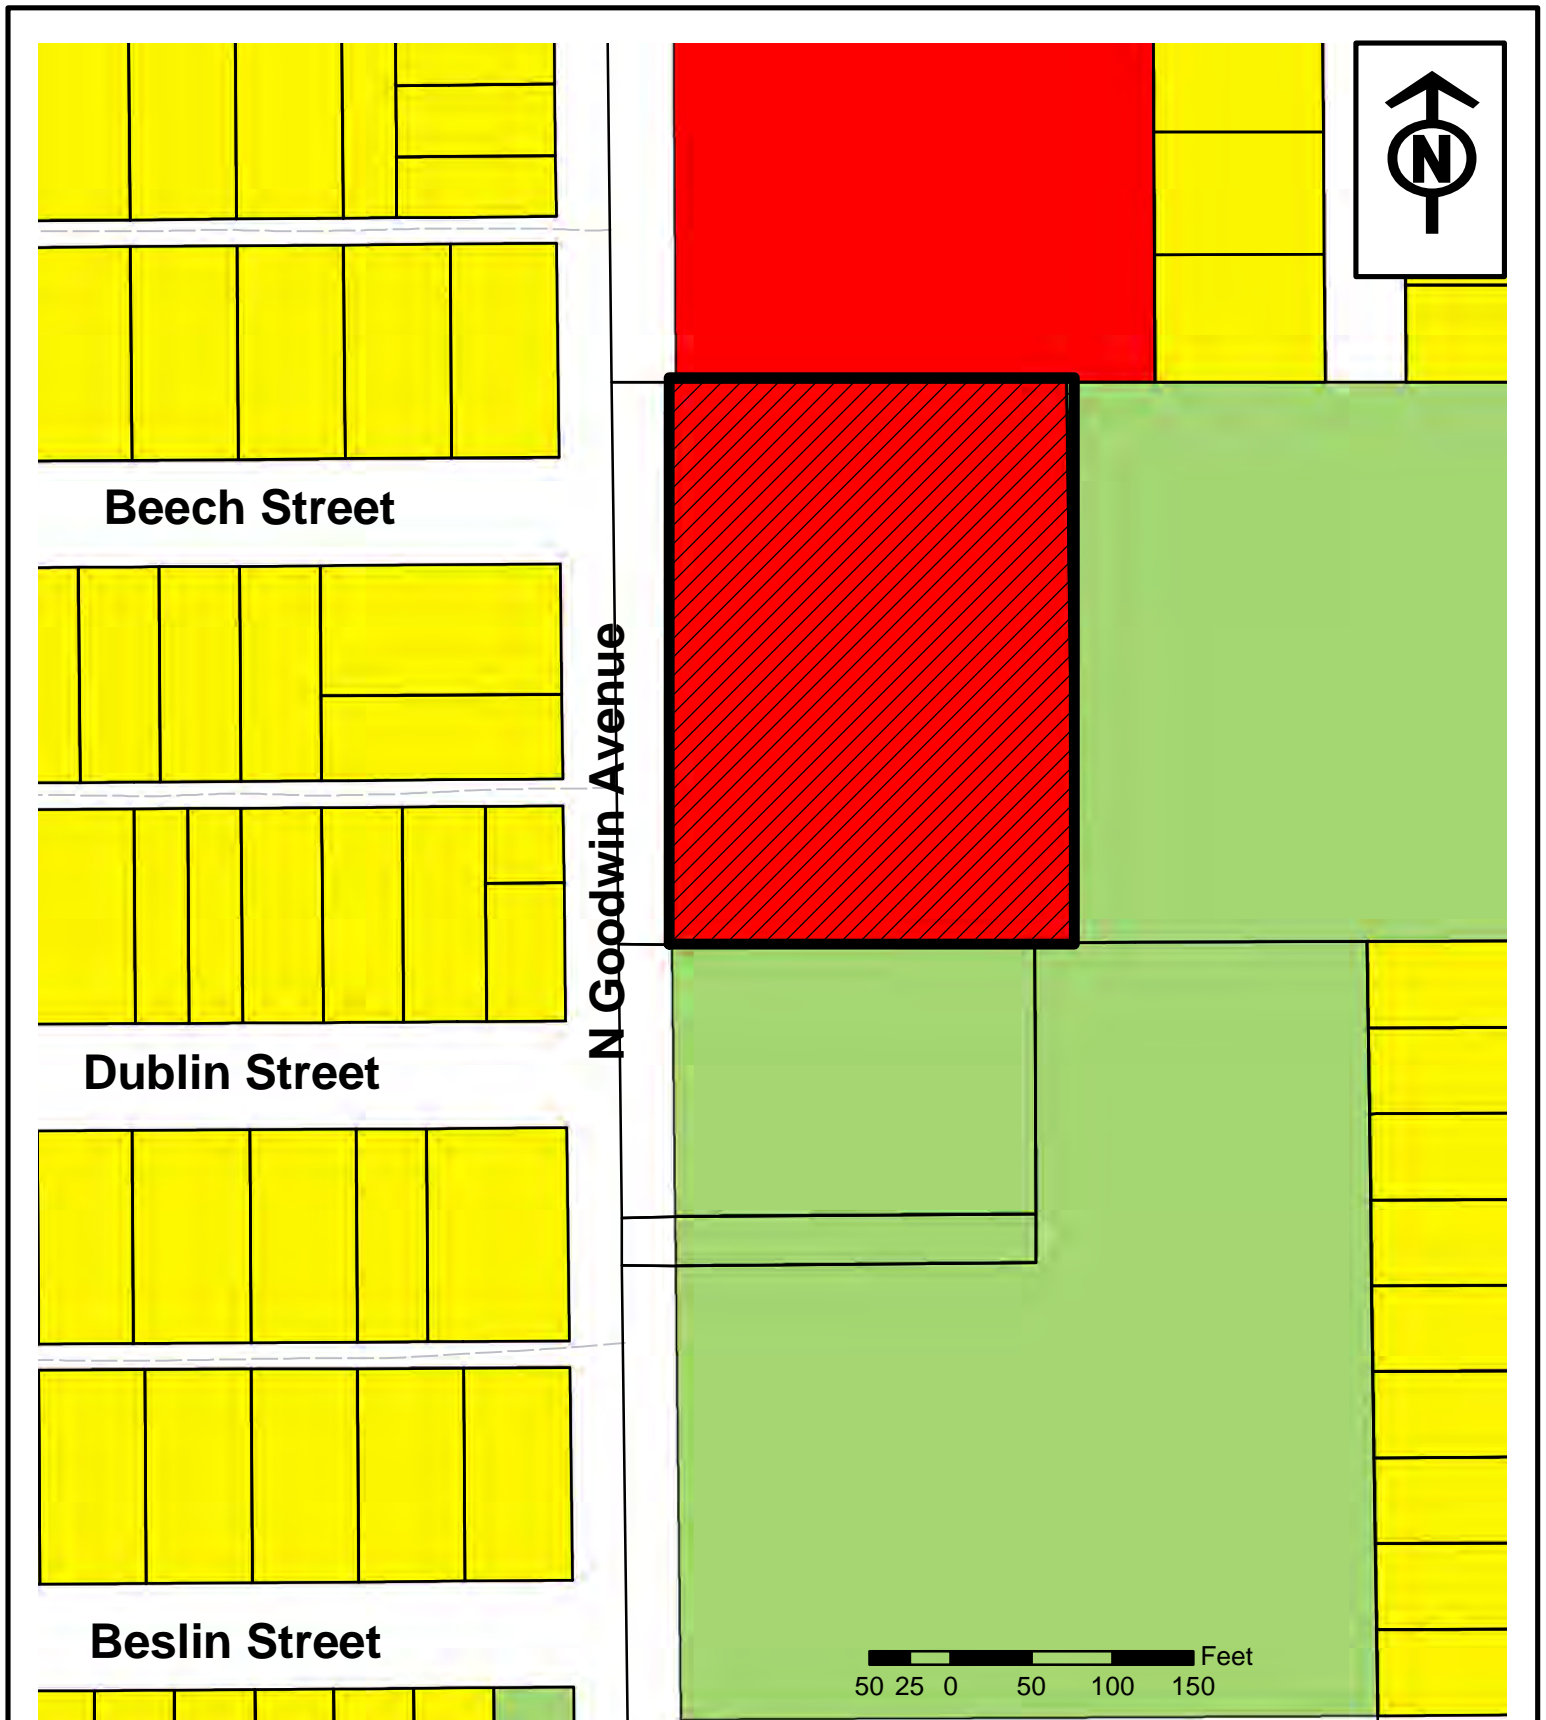 N
Beech Street
N Goodwin Avenue
Dublin Street
Beslin Street
Feet
50 25 0 50 100 150